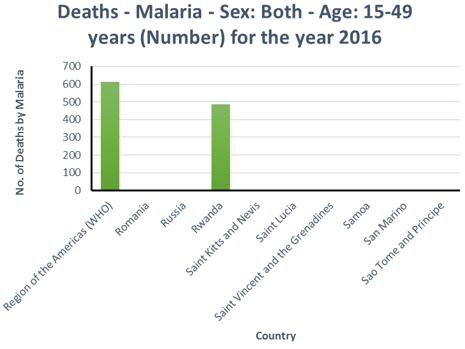 Deaths - Malaria - Sex: Both - Age: 15-49
years (Number) for the year 2016
No. of Deaths by Malaria
700
600
500
400
300
200
100
0
Region of the Americas (WHO)
Romania
Russia
Rwanda
Saint Kitts and Nevis
Saint Lucia
Saint Vincent and the Grenadines
Samoa
San Marino
Sao Tome and Principe
Country